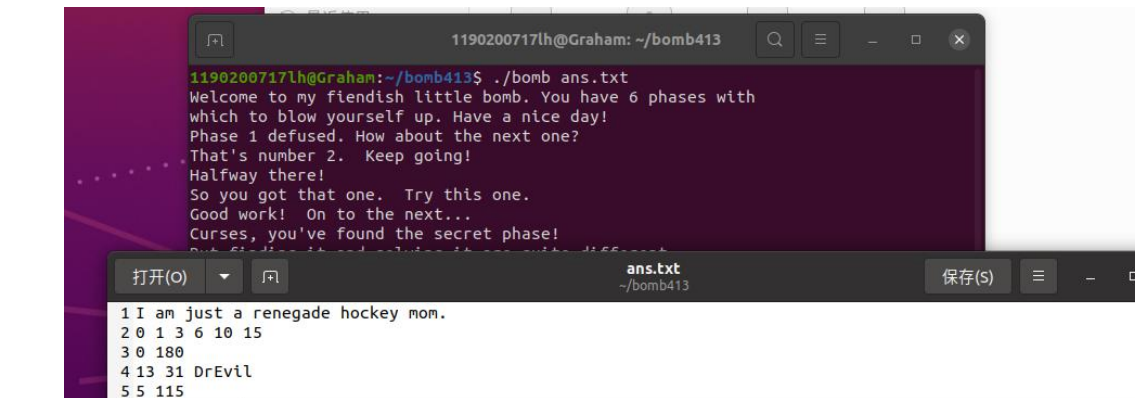 1190200717lh@Graham: ~/bomb413
1190200717lh@Graham:~/bomb413$ ./bomb ans.txt
Welcome to my fiendish little bomb. You have 6 phases with
which to blow yourself up. Have a nice day!
Phase 1 defused. How about the next one?
That's number 2.  Keep going!
Halfway there!
So you got that one.  Try this one.
Good work!  On to the next...
Curses, you've found the secret phase!
打开(O)
ans.txt
~/bomb413
保存(S)
1 I am just a renegade hockey mom.
2 0 1 3 6 10 15
3 0 180
4 13 31 DrEvil
5 5 115